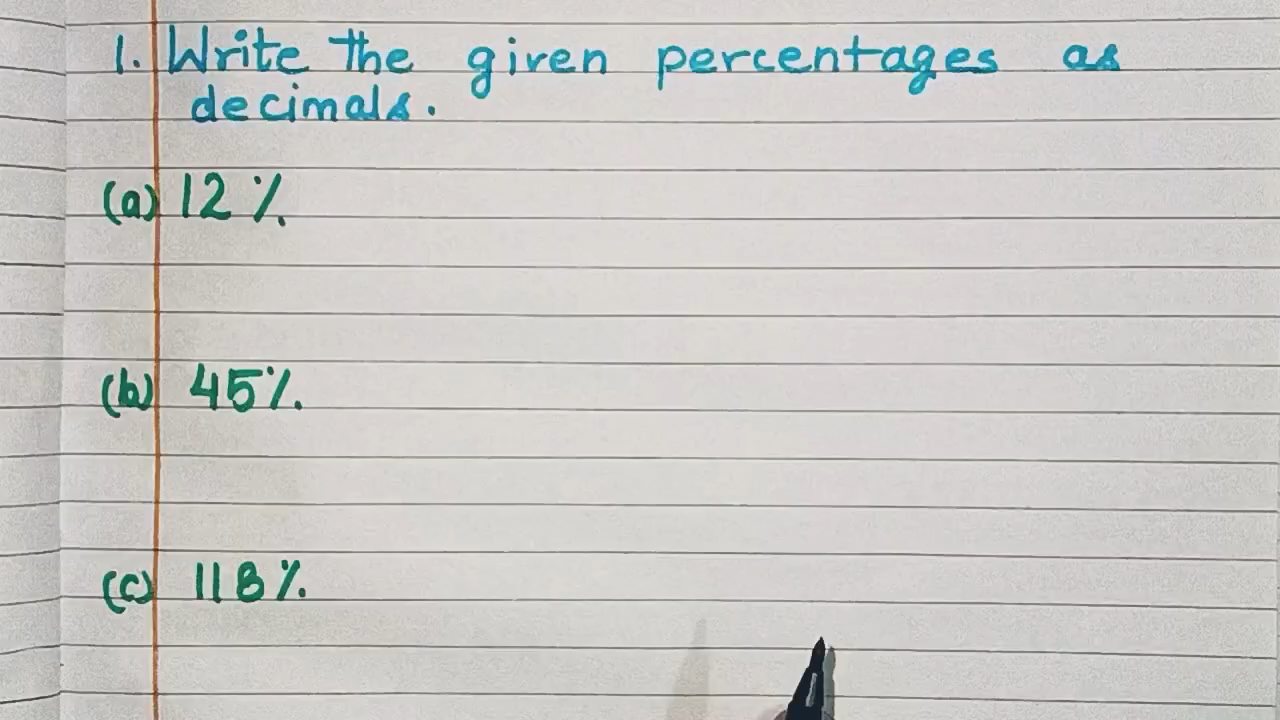 1. Write the given percentages as
decimals.
(a) 12%
(b) 45%
(c) 118%